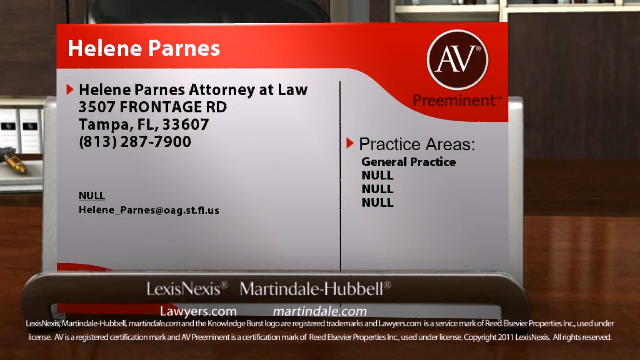 Helene Parnes
AV®
Preeminent™
Helene Parnes Attorney at Law
3507 FRONTAGE RD
Tampa, FL, 33607
(813) 287-7900
NULL
Helene_Parnes@oag.st.fl.us
Practice Areas:
General Practice
NULL
NULL
NULL
LexisNexis® Martindale-Hubbell®
Lawyers.com martindale.com
LexisNexis, Martindale-Hubbell, martindale.com and the Knowledge Burst logo are registered trademarks and Lawyers.com is a service mark of Reed Elsevier Properties Inc., used under
license. AV is a registered certification mark and AV Preeminent is a certification mark of Reed Elsevier Properties Inc., used under license. Copyright 2011 LexisNexis. All rights reserved.